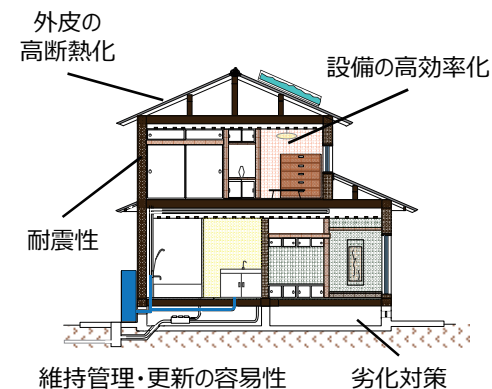 外皮の
高断熱化
設備の高効率化
耐震性
維持管理・更新の容易性
劣化対策